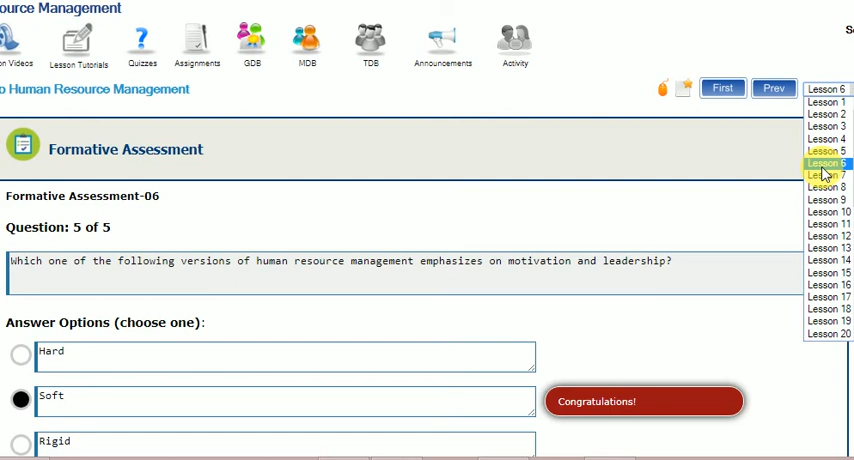 ource Management
on Videos
Lesson Tutorials
Quizzes
Assignments
GDB
MDB
TDB
Announcements
Activity
S
o Human Resource Management
First
Prev
Lesson 6
Lesson 1
Lesson 2
Lesson 3
Lesson 4
Lesson 5
Lesson 6
Lesson 7
Lesson 8
Lesson 9
Lesson 10
Lesson 11
Lesson 12
Lesson 13
Lesson 14
Lesson 15
Lesson 16
Lesson 17
Lesson 18
Lesson 19
Lesson 20
Formative Assessment
Formative Assessment-06
Question: 5 of 5
Which one of the following versions of human resource management emphasizes on motivation and leadership?
Answer Options (choose one):
Hard
Soft
Congratulations!
Rigid